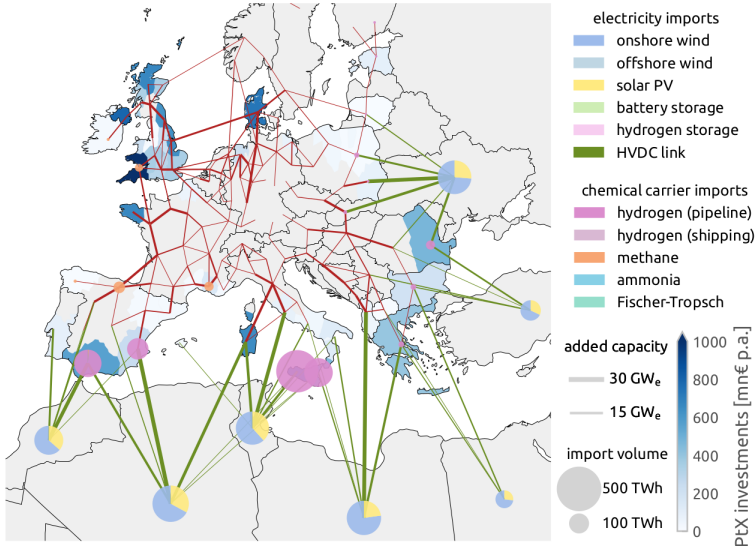 electricity imports
onshore wind
offshore wind
solar PV
battery storage
hydrogen storage
HVDC link
chemical carrier imports
hydrogen (pipeline)
hydrogen (shipping)
methane
ammonia
Fischer-Tropsch
added capacity
30 GWe
15 GWe
import volume
500 TWh
100 TWh
1000
800
600
400
200
0
PtX investments [mn€ p.a.]